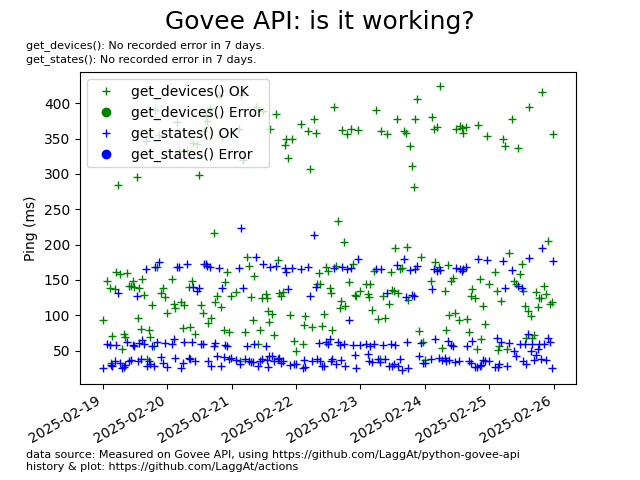 Govee API: is it working?
get_devices(): No recorded error in 7 days.
get_states(): No recorded error in 7 days.
get_devices() OK
get_devices() Error
get_states() OK
get_states() Error
Ping (ms)
400
350
300
250
200
150
100
50
2025-02-19
2025-02-20
2025-02-21
2025-02-22
2025-02-23
2025-02-24
2025-02-25
2025-02-26
data source: Measured on Govee API, using https://github.com/LaggAt/python-govee-api
history & plot: https://github.com/LaggAt/actions